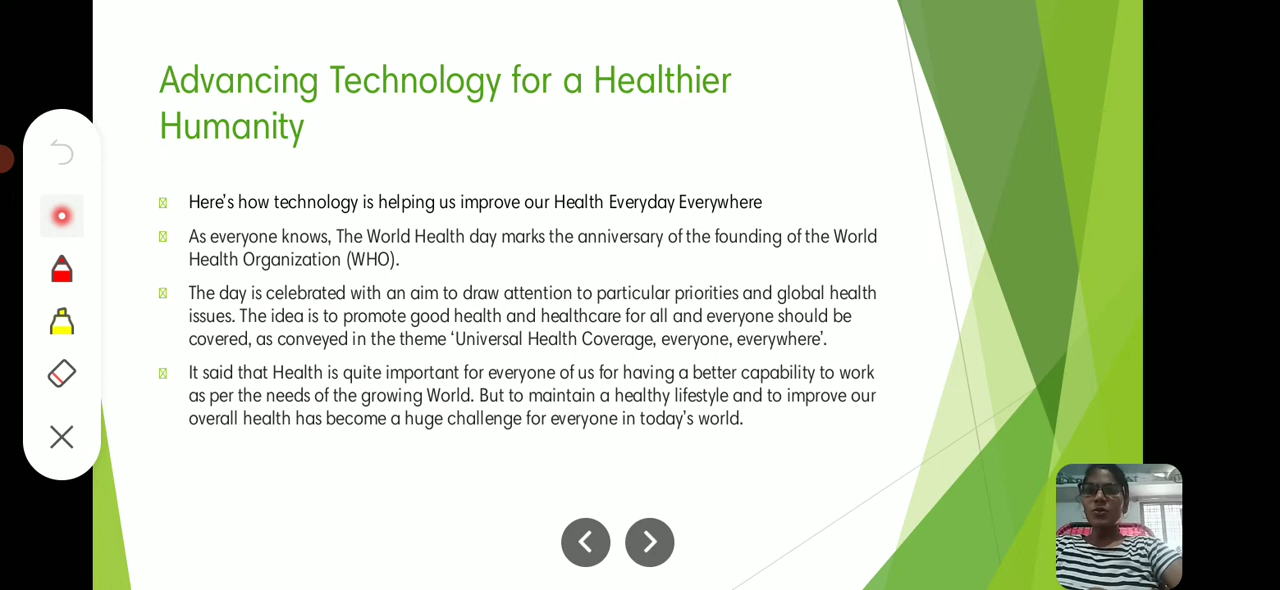 Advancing Technology for a Healthier
Humanity
Here's how technology is helping us improve our Health Everyday Everywhere
As everyone knows, The World Health day marks the anniversary of the founding of the World
Health Organization (WHO).
The day is celebrated with an aim to draw attention to particular priorities and global health
issues. The idea is to promote good health and healthcare for all and everyone should be
covered, as conveyed in the theme ‘Universal Health Coverage, everyone, everywhere’.
It said that Health is quite important for everyone of us for having a better capability to work
as per the needs of the growing World. But to maintain a healthy lifestyle and to improve our
overall health has become a huge challenge for everyone in today's world.